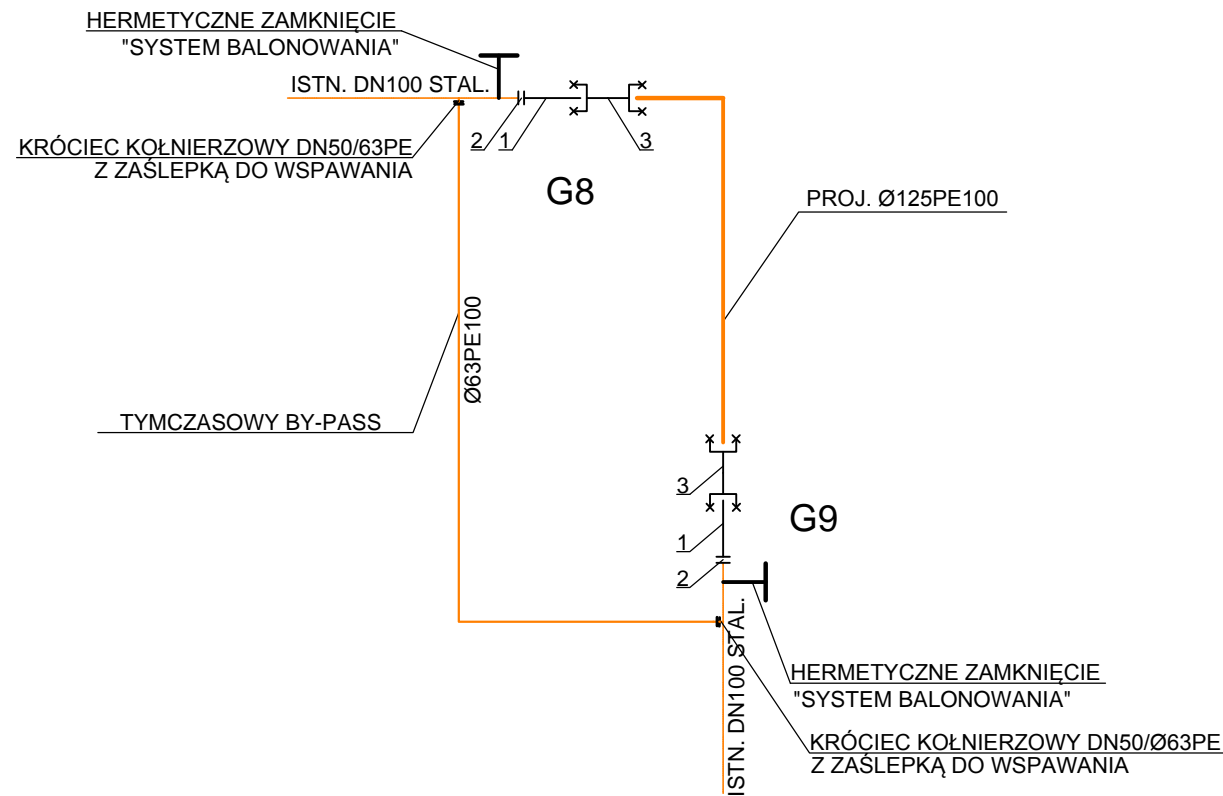 HERMETYCZNE ZAMKNIĘCIE
"SYSTEM BALONOWANIA"
ISTN. DN100 STAL.
KRÓCIEC KOŁNIERZOWY DN50/63PE
Z ZAŚLEPKĄ DO WSPAWANIA
2
1
3
G8
PROJ. Ø125PE100
Ø63PE100
TYMCZASOWY BY-PASS
3
G9
1
2
ISTN. DN100 STAL.
HERMETYCZNE ZAMKNIĘCIE
"SYSTEM BALONOWANIA"
KRÓCIEC KOŁNIERZOWY DN50/Ø63PE
Z ZAŚLEPKĄ DO WSPAWANIA